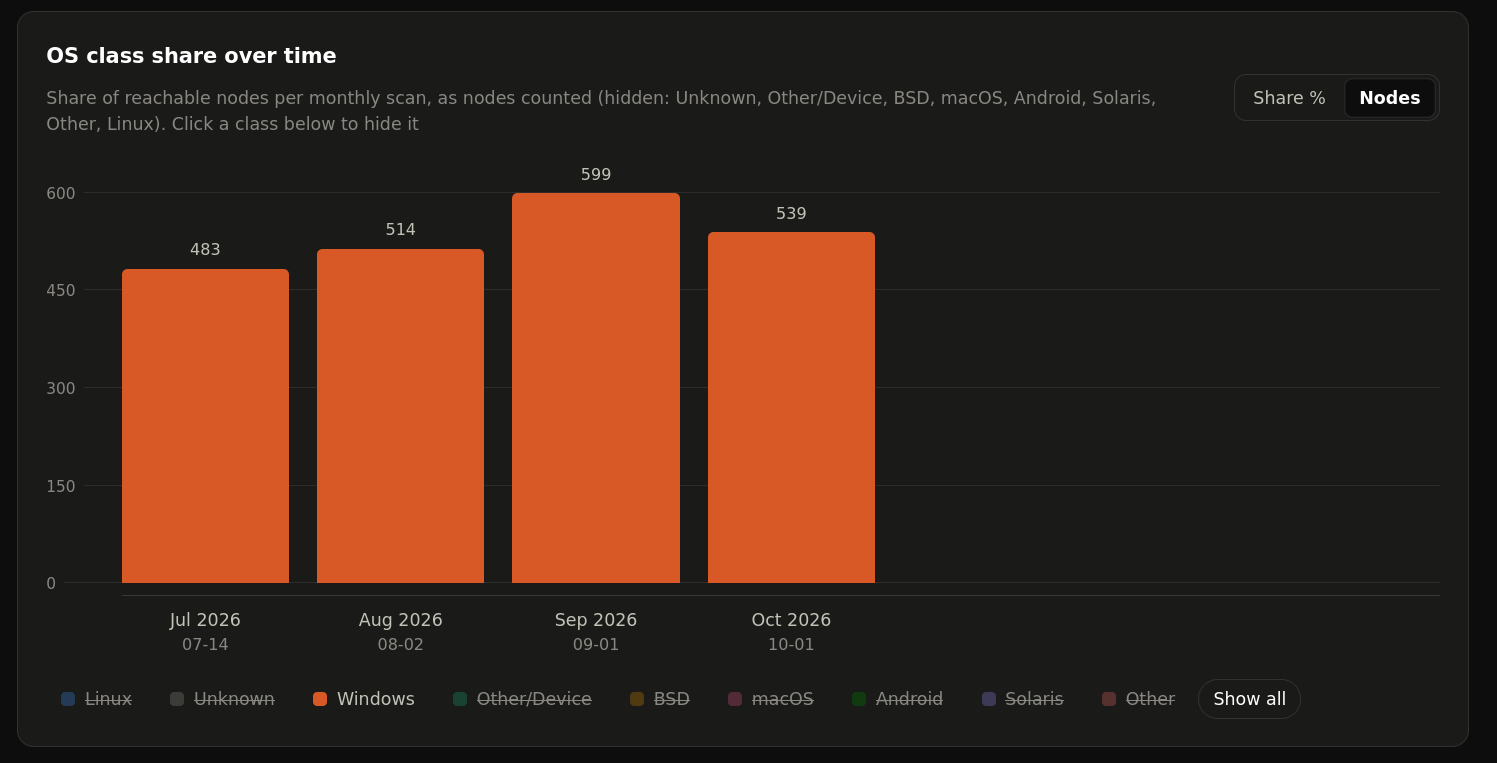 OS class share over time
Share of reachable nodes per monthly scan, as nodes counted (hidden: Unknown, Other/Device, BSD, macOS, Android, Solaris,
Other, Linux). Click a class below to hide it
Share % Nodes
599
600
539
514
483
450
300
150
0
Jul 2026 Aug 2026 Sep 2026 Oct 2026
07-14 08-02 09-01 10-01
Linux Unknown Windows Other/Device BSD macOS Android Solaris Other Show all